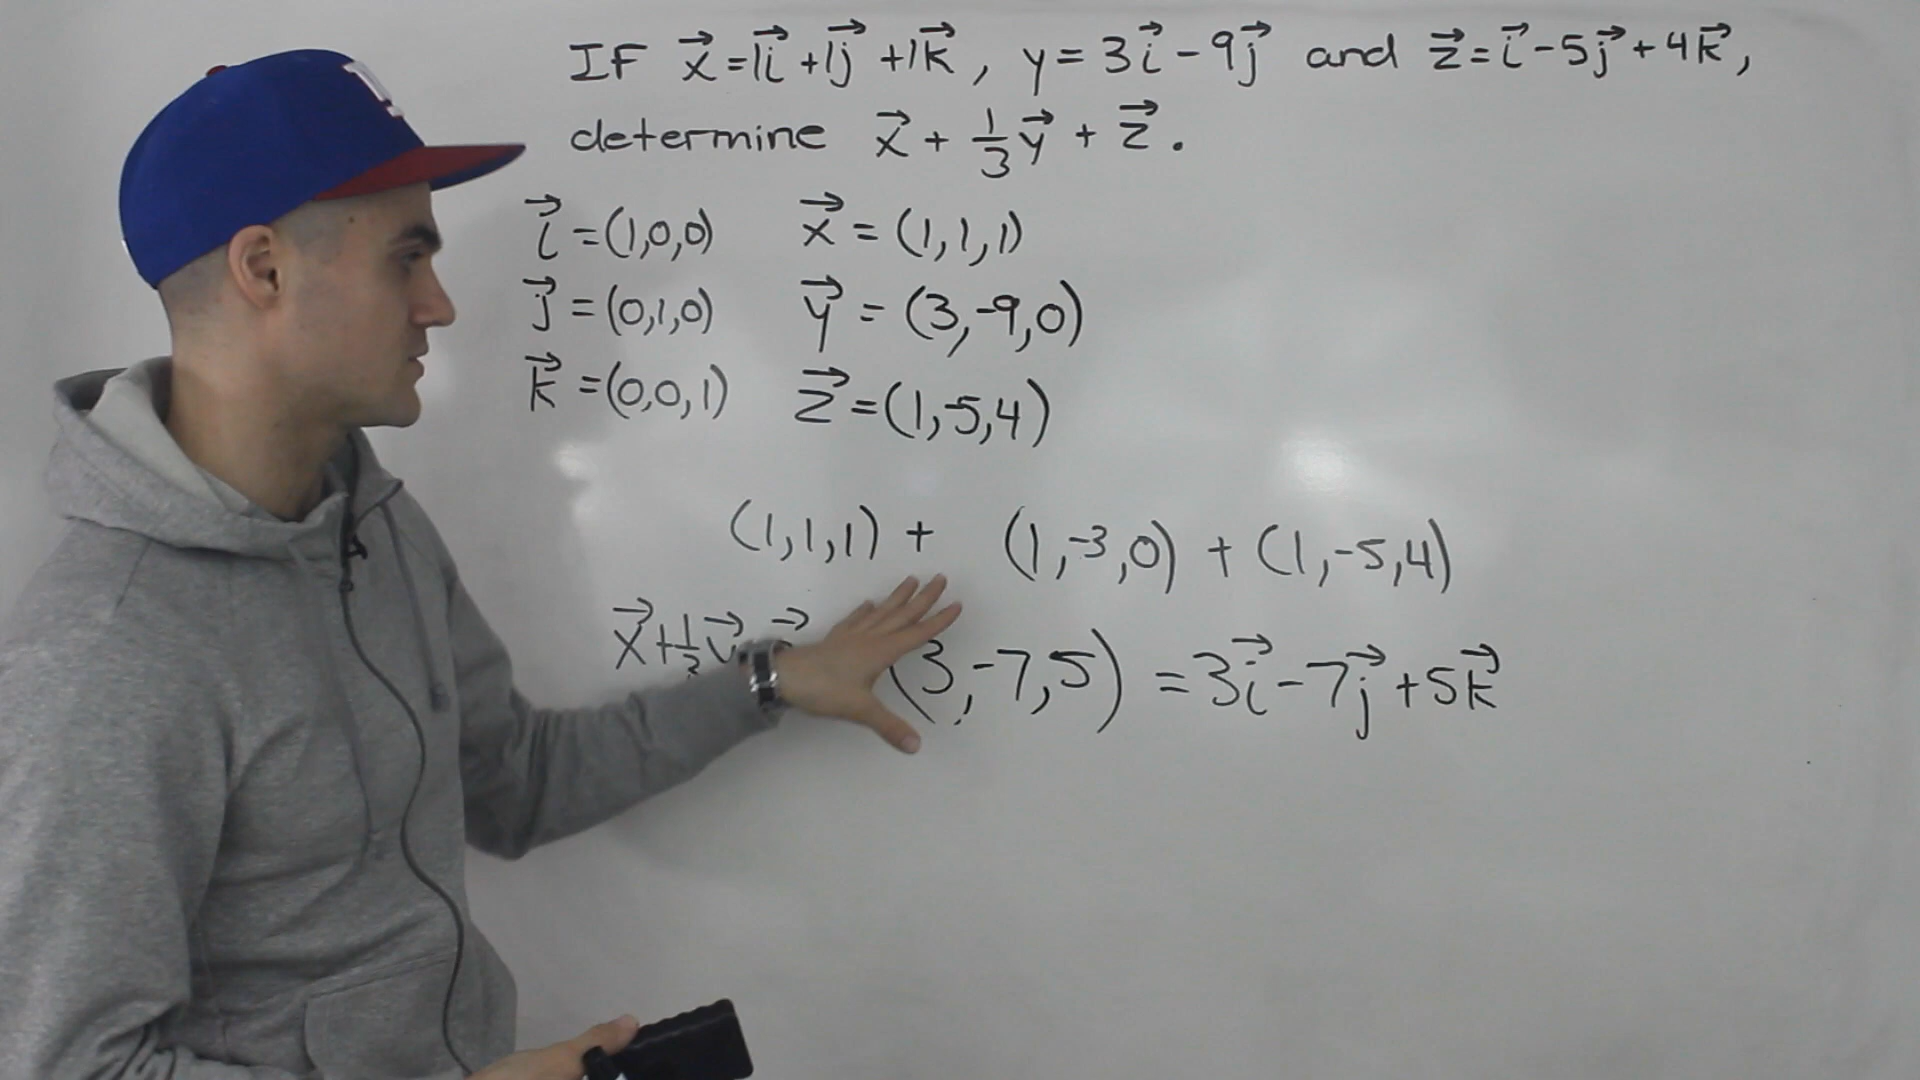 IF x⃗ = 1i⃗ + 1j⃗ + 1k⃗, y = 3i⃗ - 9j⃗ and z⃗ = i⃗ - 5j⃗ + 4k⃗,
determine x⃗ + 1/3 y⃗ + z⃗.
i⃗ = (1,0,0) x⃗ = (1,1,1)
j⃗ = (0,1,0) y⃗ = (3,-9,0)
k⃗ = (0,0,1) z⃗ = (1,-5,4)
(1,1,1) + (1,-3,0) + (1,-5,4)
x⃗ + 1/3 y⃗ (3,-7,5) = 3i⃗ - 7j⃗ + 5k⃗